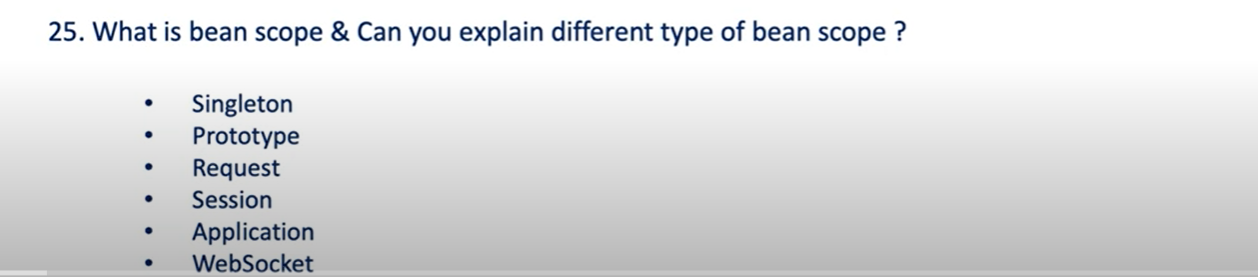 25. What is bean scope & Can you explain different type of bean scope ?
• Singleton
• Prototype
• Request
• Session
• Application
• WebSocket